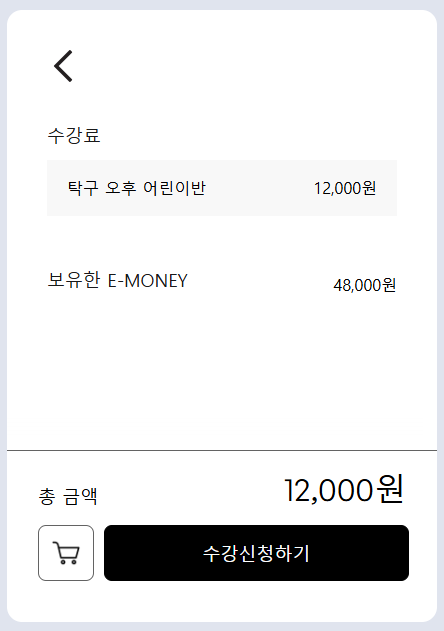 수강료
탁구 오후 어린이반 12,000원
보유한 E-MONEY 48,000원
총 금액 12,000원
수강신청하기